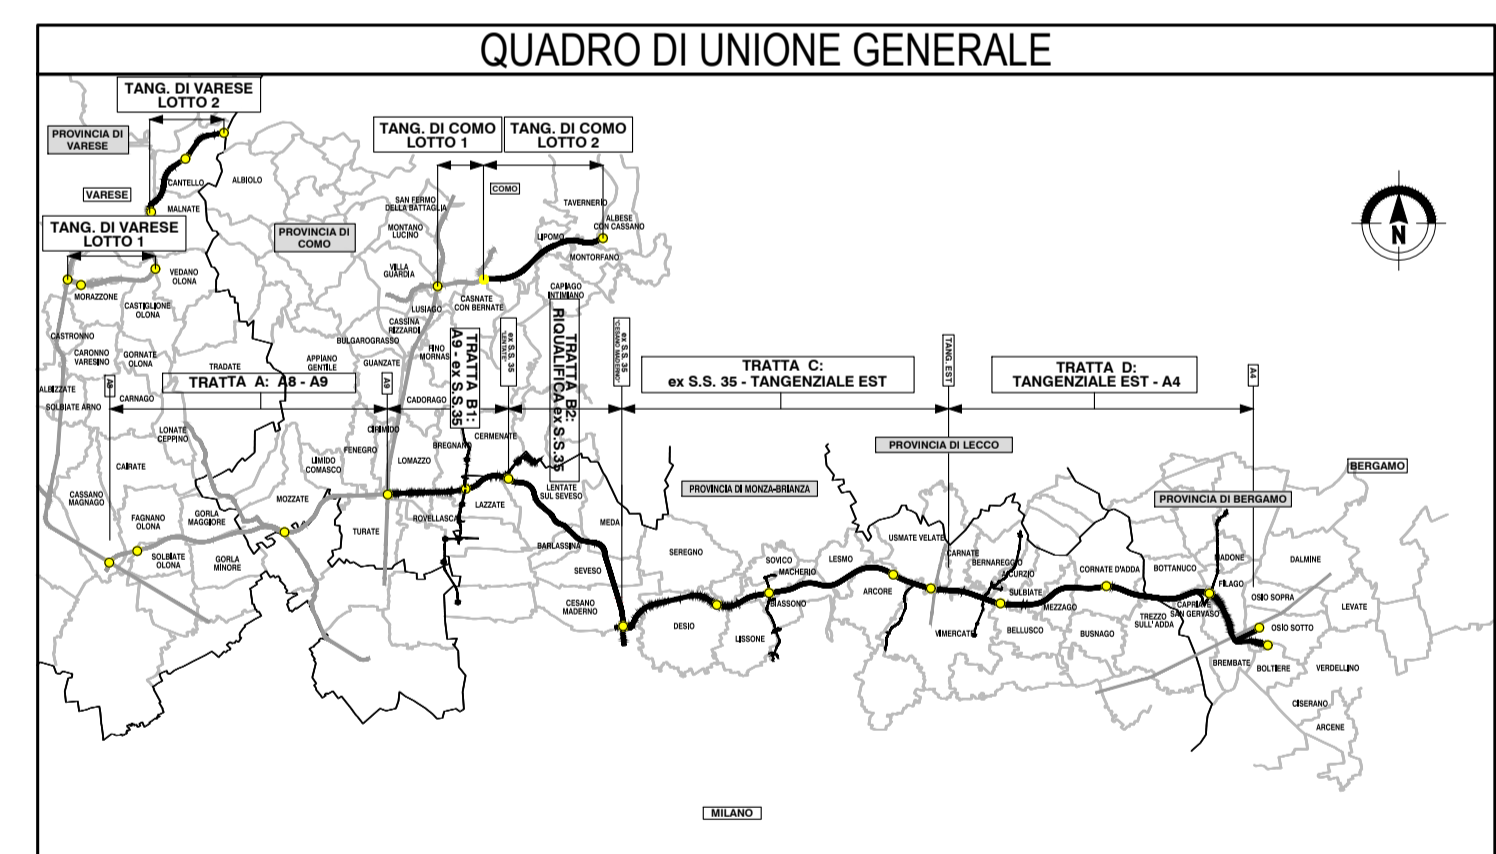 QUADRO DI UNIONE GENERALE
TANG. DI VARESE
LOTTO 2
PROVINCIA DI
VARESE
VARESE
CANTELLO
ALBIOLO
MALNATE
TANG. DI VARESE
LOTTO 1
PROVINCIA DI
COMO
VEDANO
OLONA
MORAZZONE
CASTIGLIONE
OLONA
TANG. DI COMO
LOTTO 1
TANG. DI COMO
LOTTO 2
COMO
SAN FERMO
DELLA BATTAGLIA
TAVERNERIO
ALBESE
CON CASSANO
MONTANO
LUCINO
LIPOMO
MONTORFANO
VILLA
GUARDIA
CAPIAGO
INTIMIANO
CASNATE
CON BERNATE
LUSIAGO
CASSINA
RIZZARDI
BULGAROGRASSO
FINO
MORNAS
GUANZATE
APPIANO
GENTILE
CASTRONNO
CARONNO
VARESINO
GORNATE
OLONA
TRADATE
ALBIZZATE
SOLBIATE ARNO
CARNAGO
A8
TRATTA A: A8 - A9
A9
CADORAGO
TRATTA B1:
A9 - ex S.S.35
ex S.S. 35
"LENTATE"
TRATTA B2:
RIQUALIFICA ex S.S.35
ex S.S. 35
"CESANO MADERNO"
TRATTA C:
ex S.S. 35 - TANGENZIALE EST
TANG. EST
TRATTA D:
TANGENZIALE EST - A4
A4
LONATE
CEPPINO
CIRIMIDO
FENEGRO
BREGNANO
CERMENATE
LOMAZZO
LIMIDO
COMASCO
CAIRATE
MOZZATE
CASSANO
MAGNAGO
FAGNANO
OLONA
GORLA
MAGGIORE
SOLBIATE
OLONA
GORLA
MINORE
TURATE
ROVELLASCA
LAZZATE
LENTATE
SUL SEVESO
MEDA
BARLASSINA
SEVESO
CESANO
MADERNO
PROVINCIA DI MONZA-BRIANZA
PROVINCIA DI LECCO
PROVINCIA DI BERGAMO
BERGAMO
SEREGNO
DESIO
LISSONE
SOVICO
MACHERIO
BIASSONO
LESMO
ARCORE
USMATE VELATE
CARNATE
BERNAREGGIO
AICURZIO
SULBIATE
VIMERCATE
BELLUSCO
MEZZAGO
CORNATE D'ADDA
BUSNAGO
BOTTANUCO
TREZZO
SULL'ADDA
CAPRIATE
SAN GERVASO
MADONE
FILAGO
DALMINE
OSIO SOPRA
OSIO SOTTO
LEVATE
BREMBATE
BOLTIERE
VERDELLINO
CISERANO
ARCENE
N
MILANO